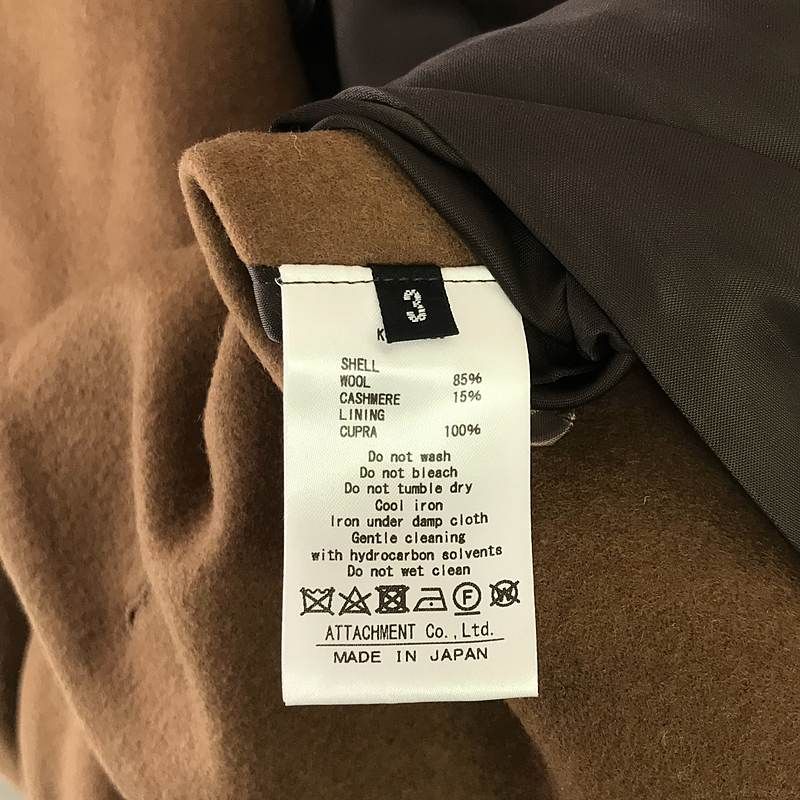 3
SHELL
WOOL 85%
CASHMERE 15%
LINING
CUPRA 100%
Do not wash
Do not bleach
Do not tumble dry
Cool iron
Iron under damp cloth
Gentle cleaning
with hydrocarbon solvents
Do not wet clean
F W
ATTACHMENT Co.,Ltd.
MADE IN JAPAN